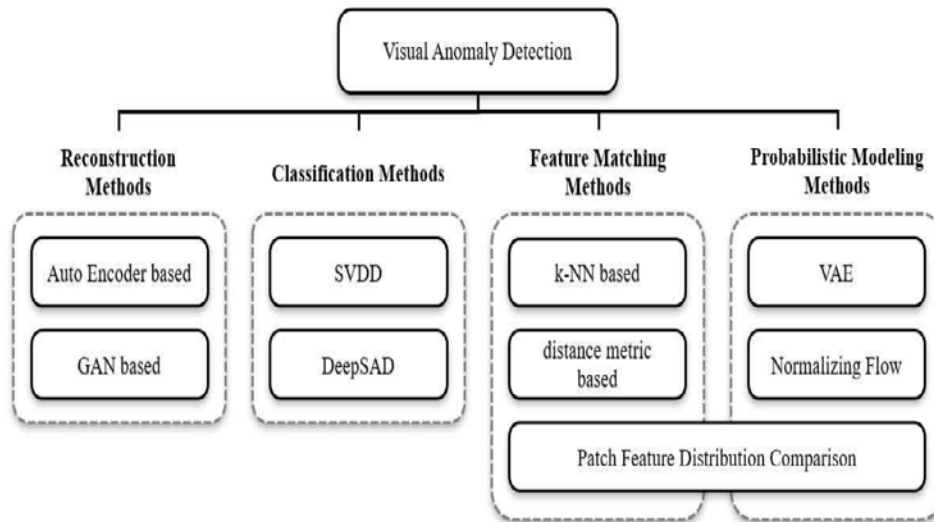 Visual Anomaly Detection
Reconstruction
Methods
Classification Methods
Feature Matching
Methods
Probabilistic Modeling
Methods
Auto Encoder based
GAN based
SVDD
DeepSAD
k-NN based
distance metric
based
VAE
Normalizing Flow
Patch Feature Distribution Comparison